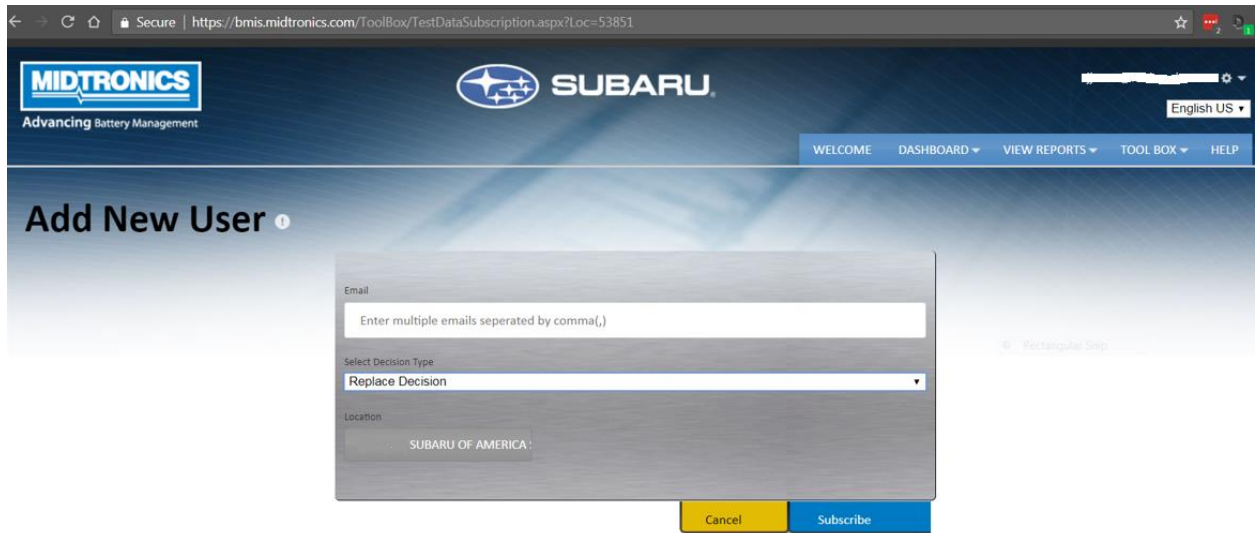 Secure | https://bmis.midtronics.com/ToolBox/TestDataSubscription.aspx?Loc=53851
MIDTRONICS
Advancing Battery Management
SUBARU
English US
WELCOME DASHBOARD VIEW REPORTS TOOL BOX HELP
Add New User
Email
Enter multiple emails seperated by comma(,)
Rectangular Snip
Select Decision Type
Replace Decision
Location
SUBARU OF AMERICA
Cancel Subscribe